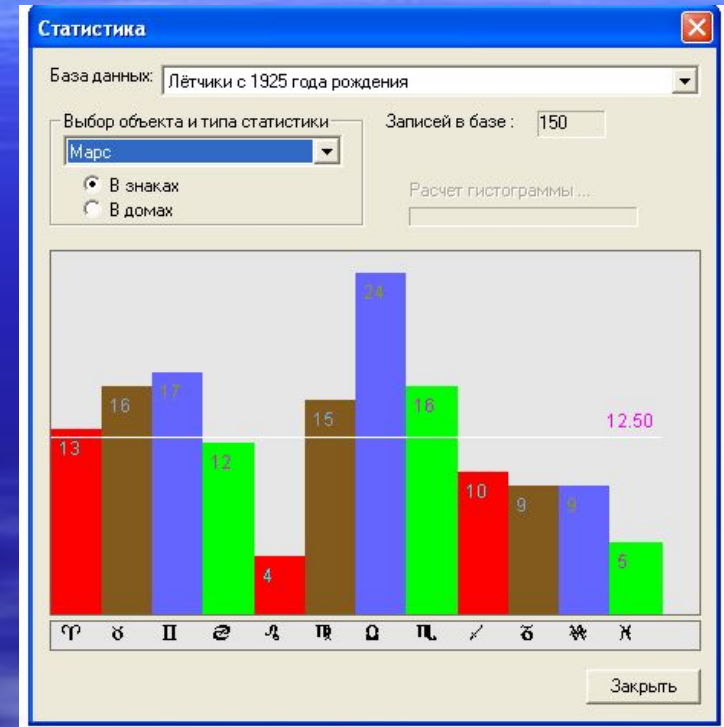 Статистика
База данных: Лётчики с 1925 года рождения
Выбор объекта и типа статистики
Записей в базе : 150
Марс
В знаках
В домах
Расчет гистограммы ...
13 16 17 12 4 15 24 16 10 9 9 5
12.50
♈ ♉ ♊ ♋ ♌ ♍ ♎ ♏ ♐ ♑ ♒ ♓
Закрыть